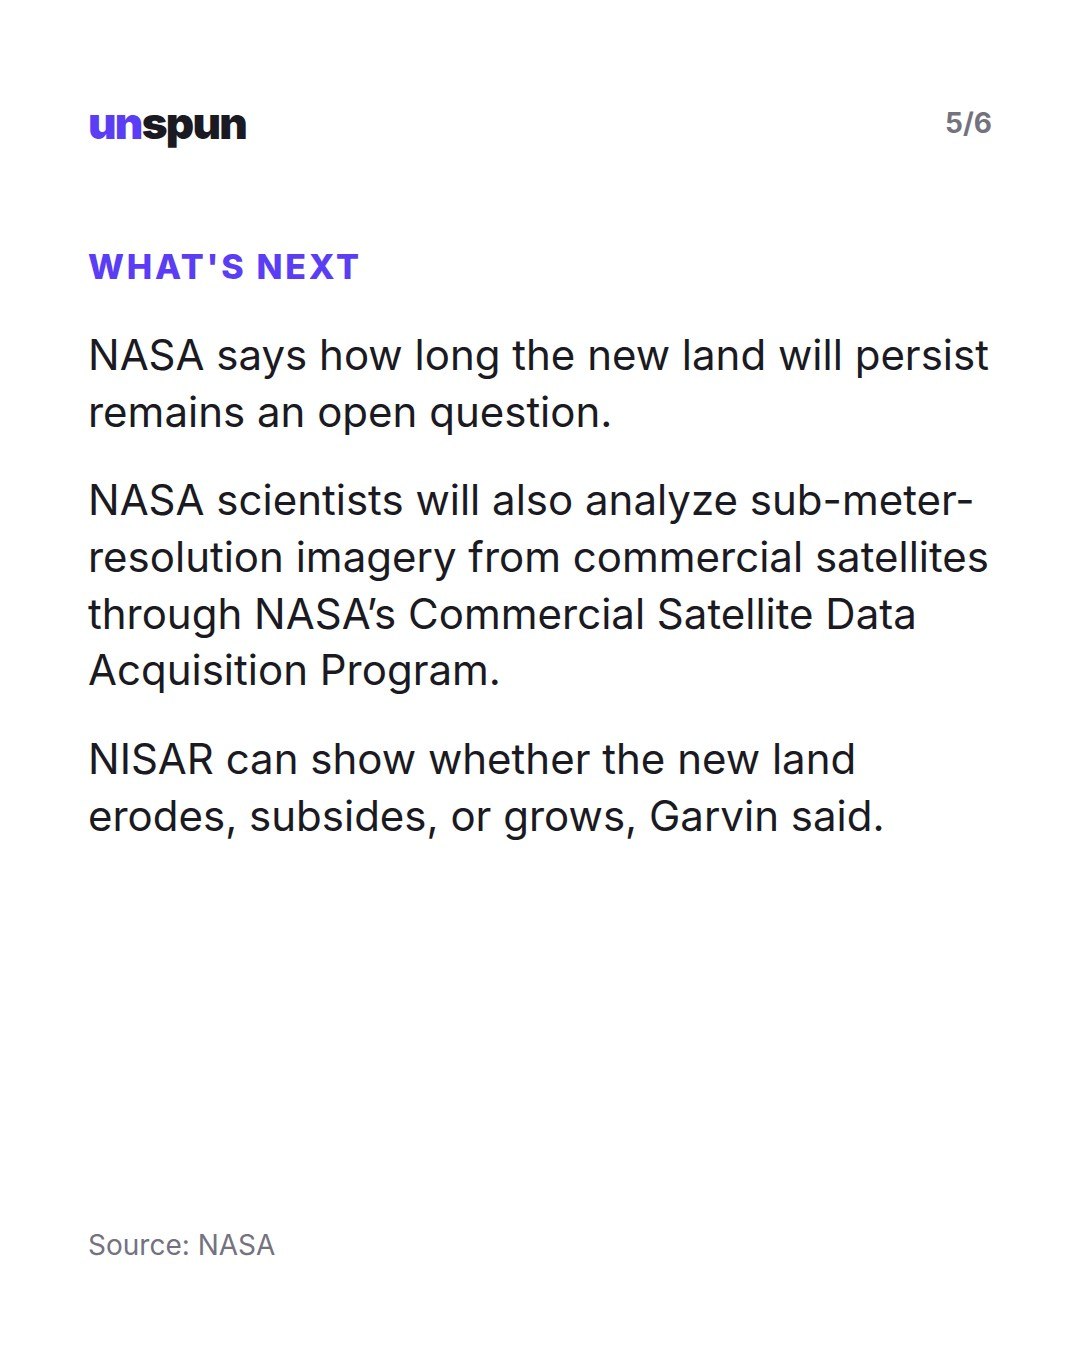 unspun
5/6
WHAT'S NEXT
NASA says how long the new land will persist
remains an open question.
NASA scientists will also analyze sub-meter-
resolution imagery from commercial satellites
through NASA’s Commercial Satellite Data
Acquisition Program.
NISAR can show whether the new land
erodes, subsides, or grows, Garvin said.
Source: NASA